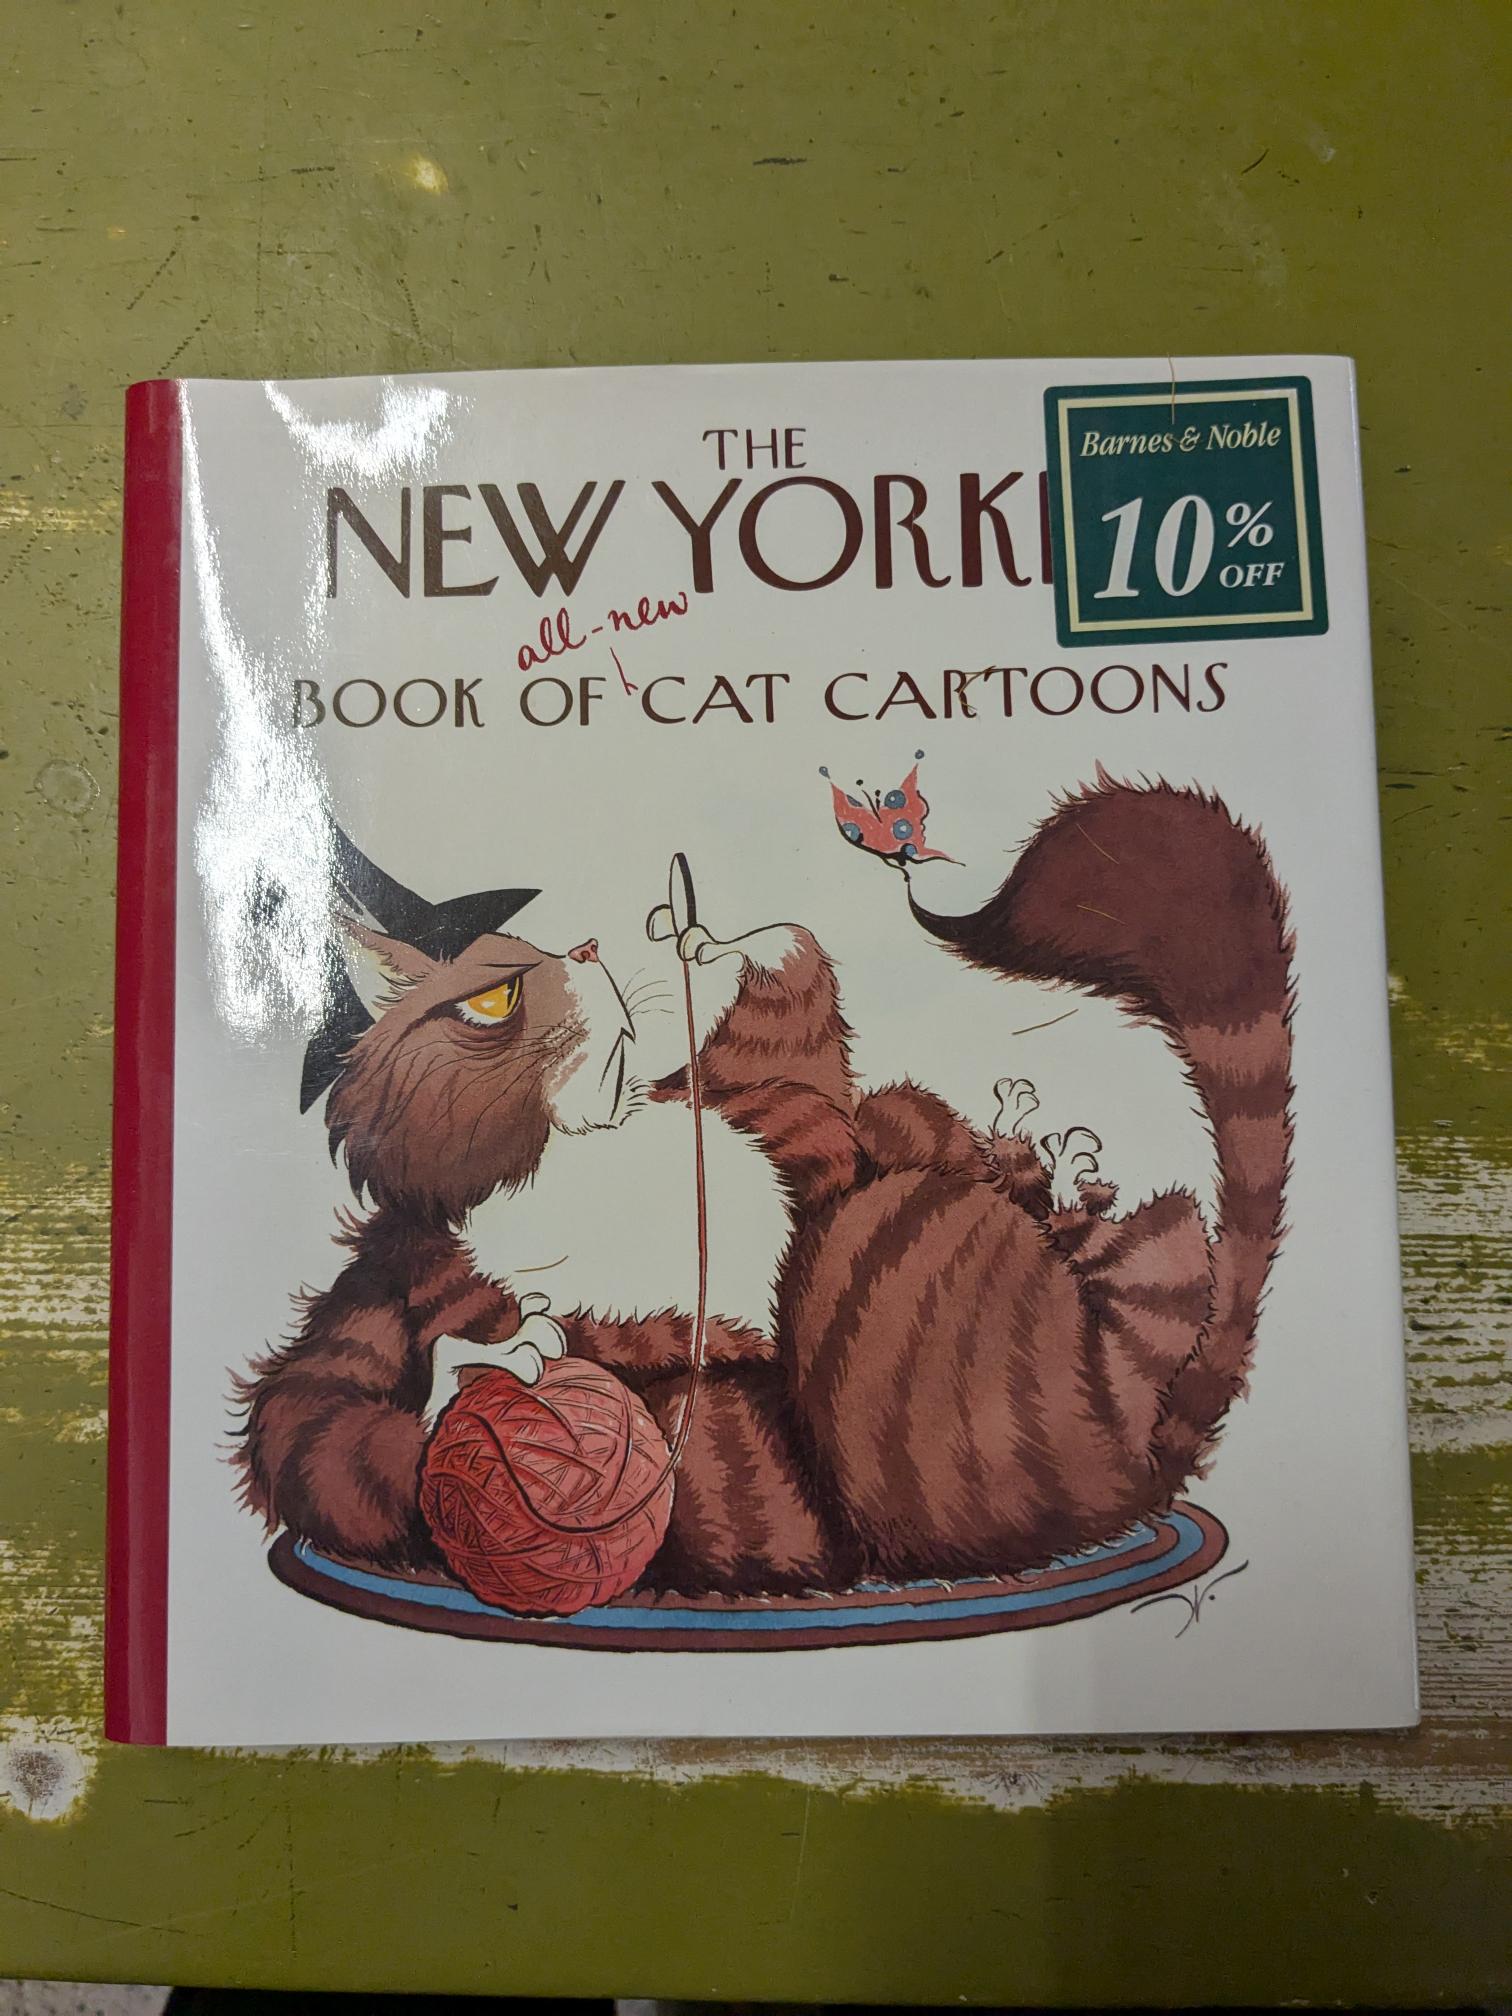 THE
NEW YORK
all-new
BOOK OF CAT CARTOONS
Barnes & Noble
10% OFF